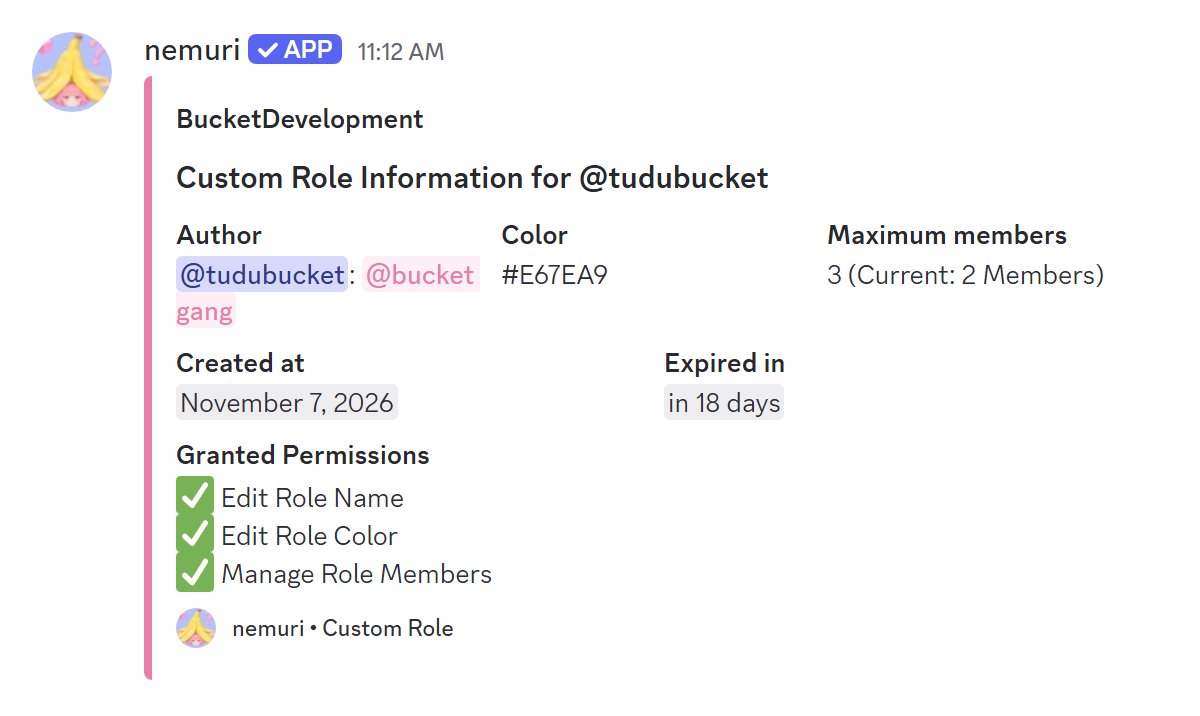 nemuri ✓ APP 11:12 AM
BucketDevelopment
Custom Role Information for @tudubucket
Author Color Maximum members
@tudubucket: @bucket gang #E67EA9 3 (Current: 2 Members)
Created at Expired in
November 7, 2026 in 18 days
Granted Permissions
✅ Edit Role Name
✅ Edit Role Color
✅ Manage Role Members
nemuri • Custom Role